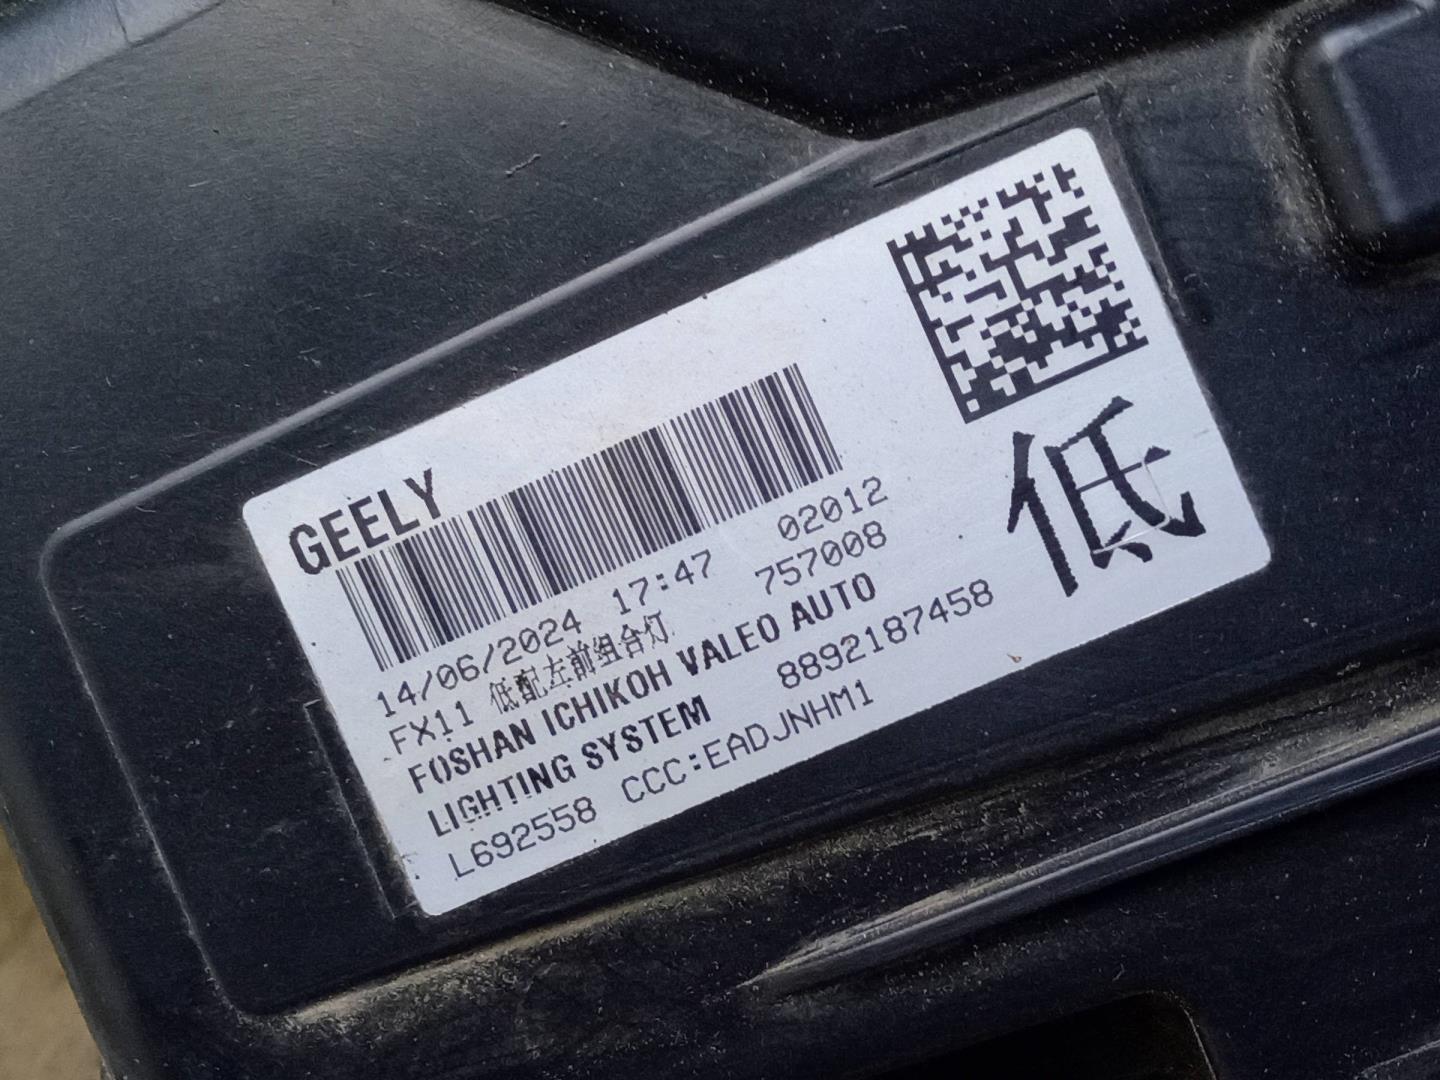 GEELY
14/06/2024 17:47 02012
FX11 低配左前组合灯 757008
FOSHAN ICHIKOH VALEO AUTO
LIGHTING SYSTEM 8892187458
L692558 CCC:EADJNHM1
低